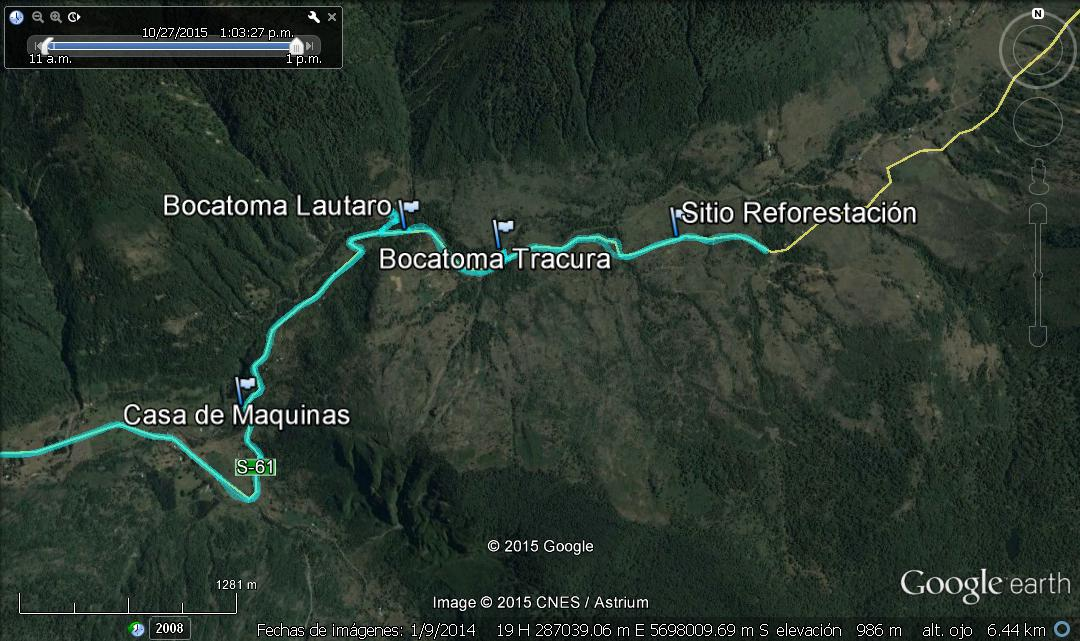 10/27/2015 1:03:27 p.m.
11 a.m. 1 p.m.
N
Bocatoma Lautaro
Sitio Reforestación
Bocatoma Tracura
Casa de Maquinas
S-61
© 2015 Google
Google earth
1281 m
Image © 2015 CNES / Astrium
2008
Fechas de imágenes: 1/9/2014 19 H 287039.06 m E 5698009.69 m S elevación 986 m alt. ojo 6.44 km